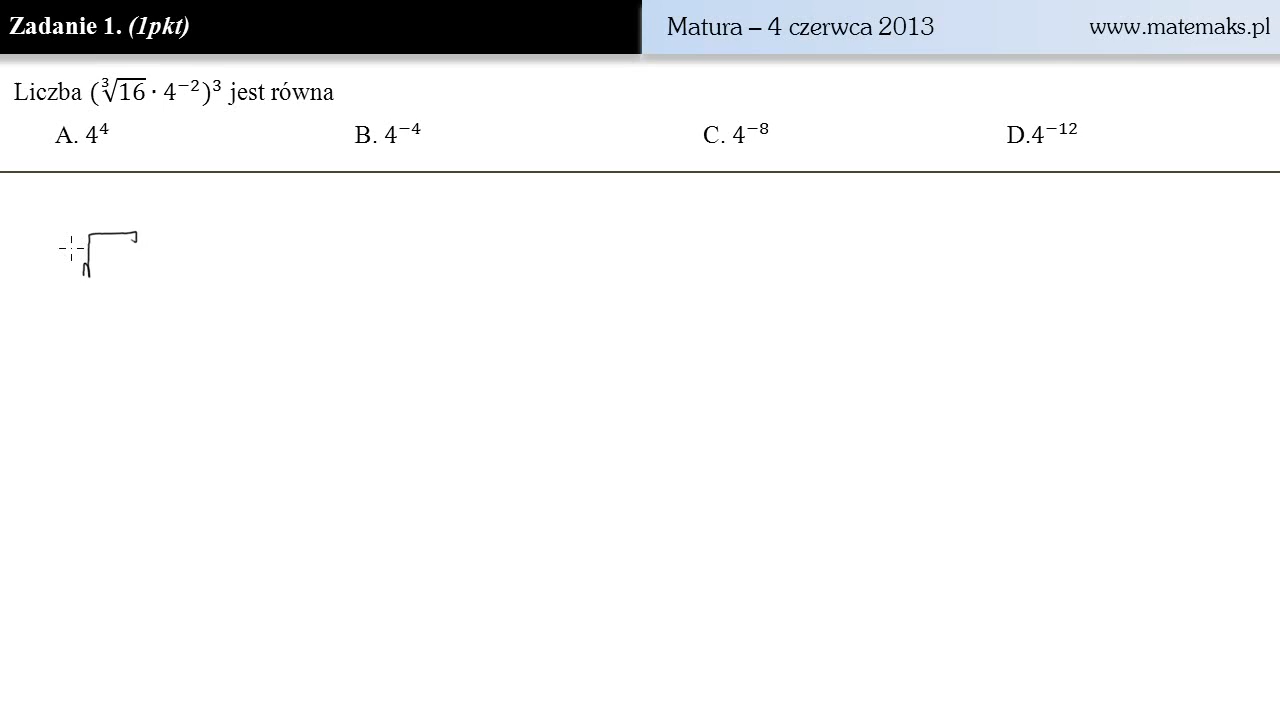 Zadanie 1. (1pkt)
Matura – 4 czerwca 2013
www.matemaks.pl
Liczba (∛16 · 4⁻²)³ jest równa
A. 4⁴ B. 4⁻⁴ C. 4⁻⁸ D.4⁻¹²